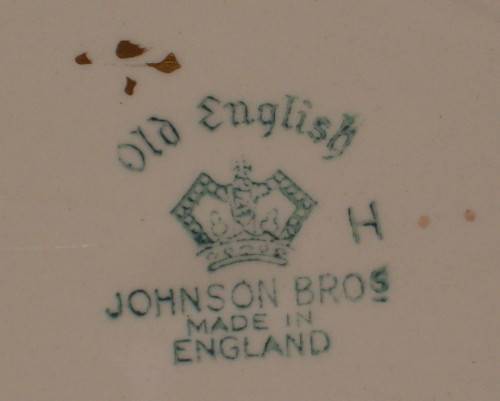 Old English
H
JOHNSON BROS
MADE IN
ENGLAND